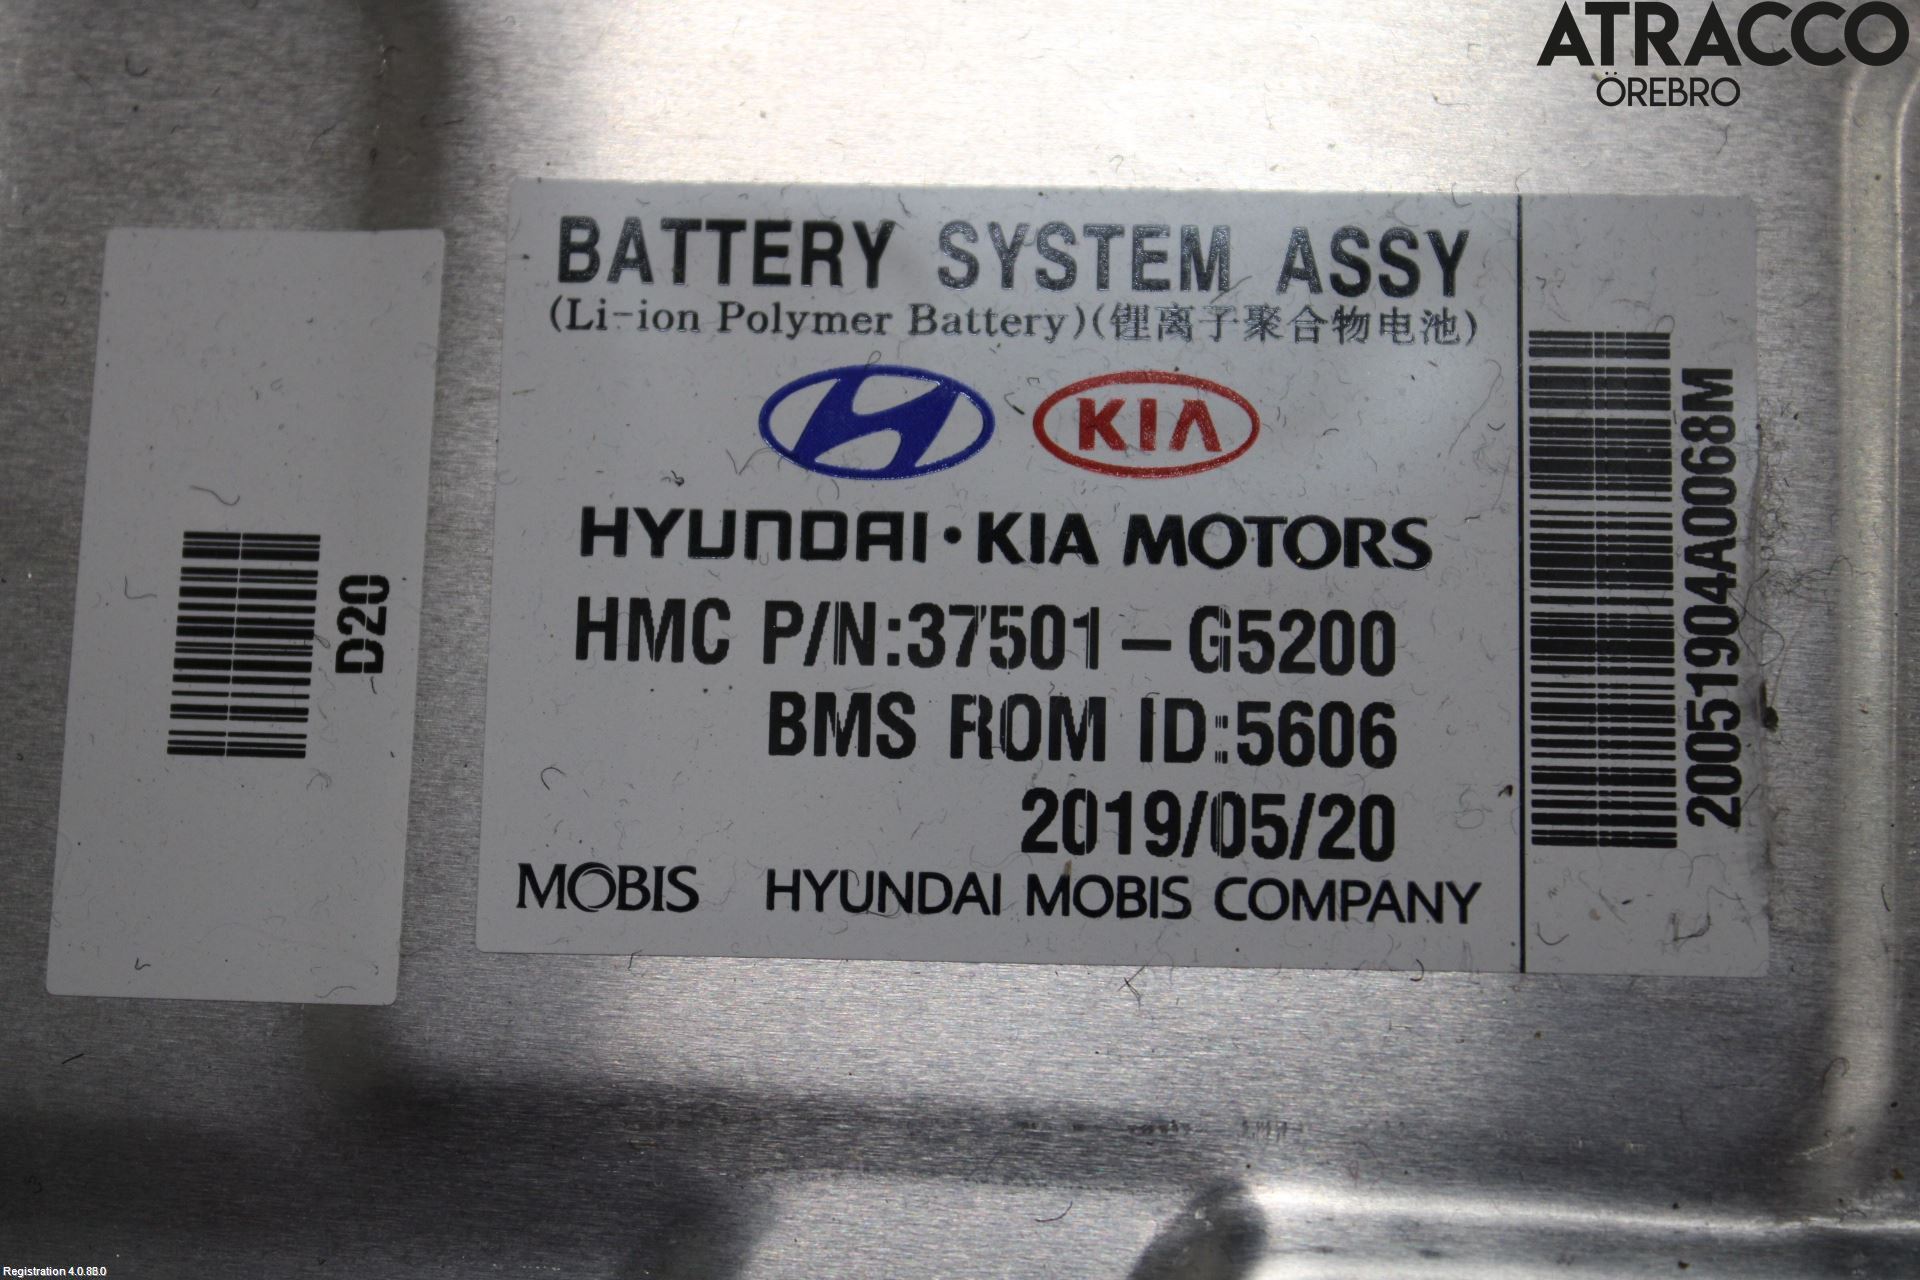 ATRACCO
ÖREBRO
BATTERY SYSTEM ASSY
(Li-ion Polymer Battery)(锂离子聚合物电池)
KIA
HYUNDAI·KIA MOTORS
HMC P/N:37501-G5200
BMS ROM ID:5606
2019/05/20
MOBIS HYUNDAI MOBIS COMPANY
20051904A0068M
D20
Registration 4.0.88.0